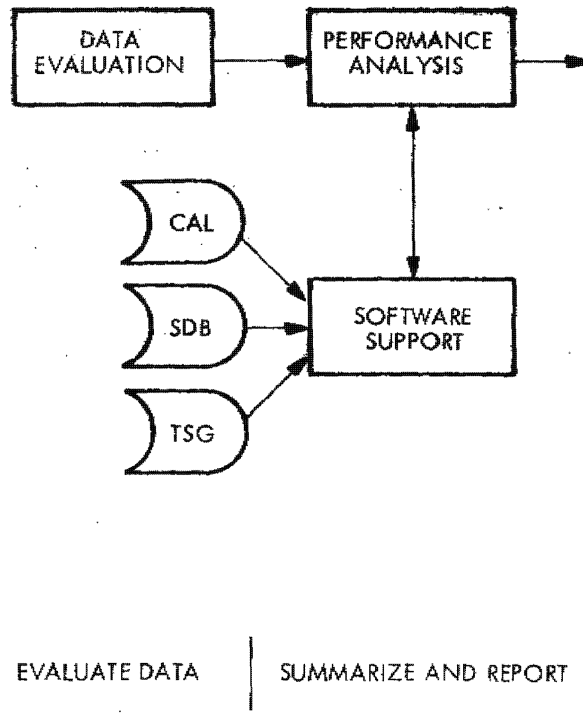 DATA
EVALUATION
PERFORMANCE
ANALYSIS
CAL
SDB
TSG
SOFTWARE
SUPPORT
EVALUATE DATA
SUMMARIZE AND REPORT